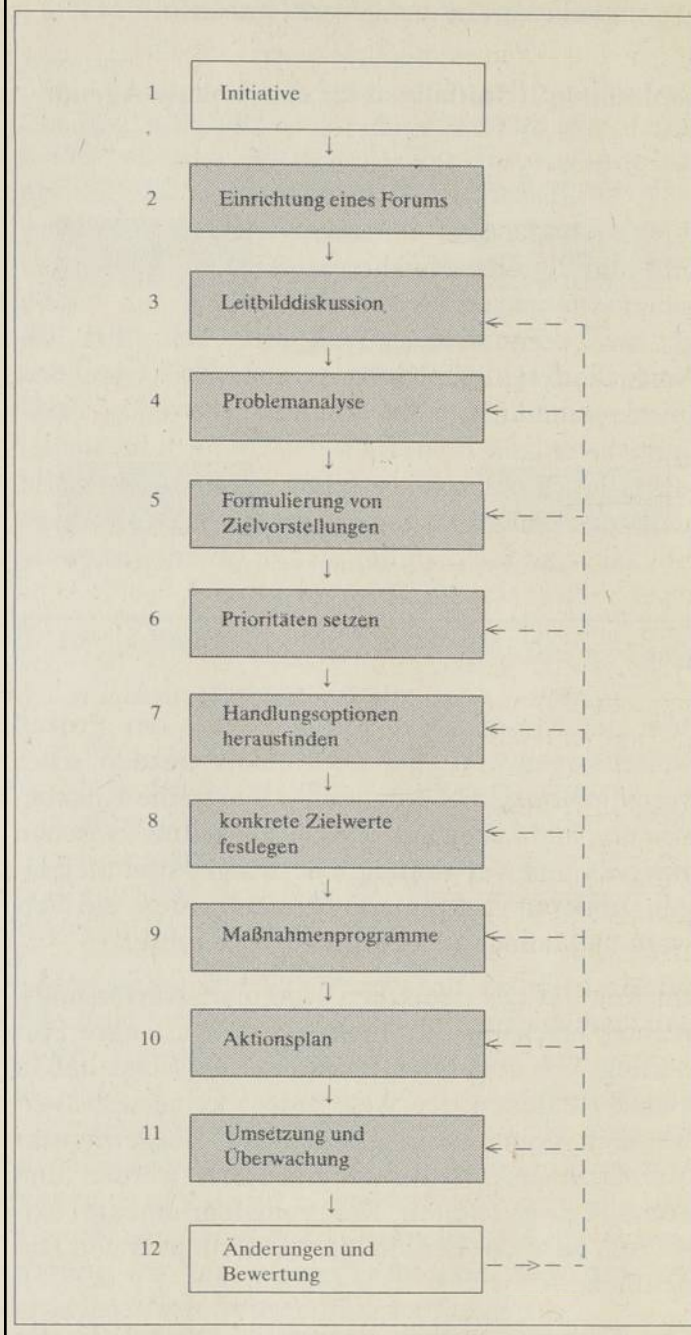 1 Initiative
2 Einrichtung eines Forums
3 Leitbilddiskussion
4 Problemanalyse
5 Formulierung von
Zielvorstellungen
6 Prioritäten setzen
7 Handlungsoptionen
herausfinden
8 konkrete Zielwerte
festlegen
9 Maßnahmenprogramme
10 Aktionsplan
11 Umsetzung und
Überwachung
12 Änderungen und
Bewertung